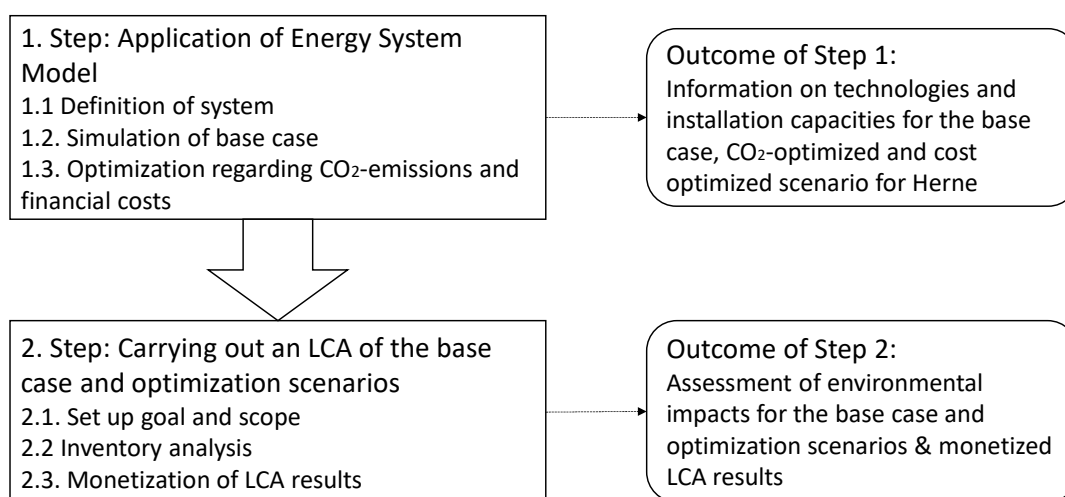 1. Step: Application of Energy System
Model
1.1 Definition of system
1.2. Simulation of base case
1.3. Optimization regarding CO2-emissions and
financial costs
Outcome of Step 1:
Information on technologies and
installation capacities for the base
case, CO2-optimized and cost
optimized scenario for Herne
2. Step: Carrying out an LCA of the base
case and optimization scenarios
2.1. Set up goal and scope
2.2 Inventory analysis
2.3. Monetization of LCA results
Outcome of Step 2:
Assessment of environmental
impacts for the base case and
optimization scenarios & monetized
LCA results